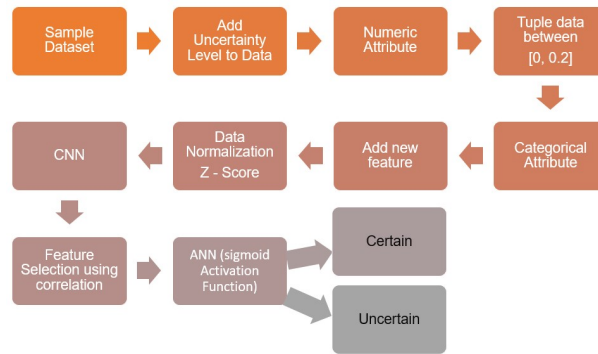 Sample
Dataset
Add
Uncertainty
Level to Data
Numeric
Attribute
Tuple data
between
[0, 0.2]
CNN
Data
Normalization
Z - Score
Add new
feature
Categorical
Attribute
Feature
Selection using
correlation
ANN (sigmoid
Activation
Function)
Certain
Uncertain